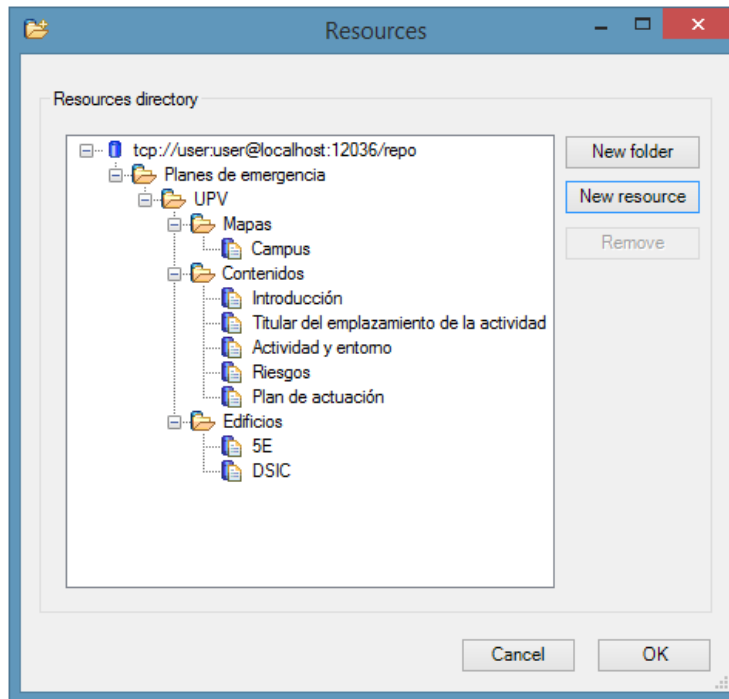 Resources
Resources directory
tcp://user:user@localhost:12036/repo
Planes de emergencia
UPV
Mapas
Campus
Contenidos
Introducción
Titular del emplazamiento de la actividad
Actividad y entorno
Riesgos
Plan de actuación
Edificios
5E
DSIC
New folder
New resource
Remove
Cancel
OK